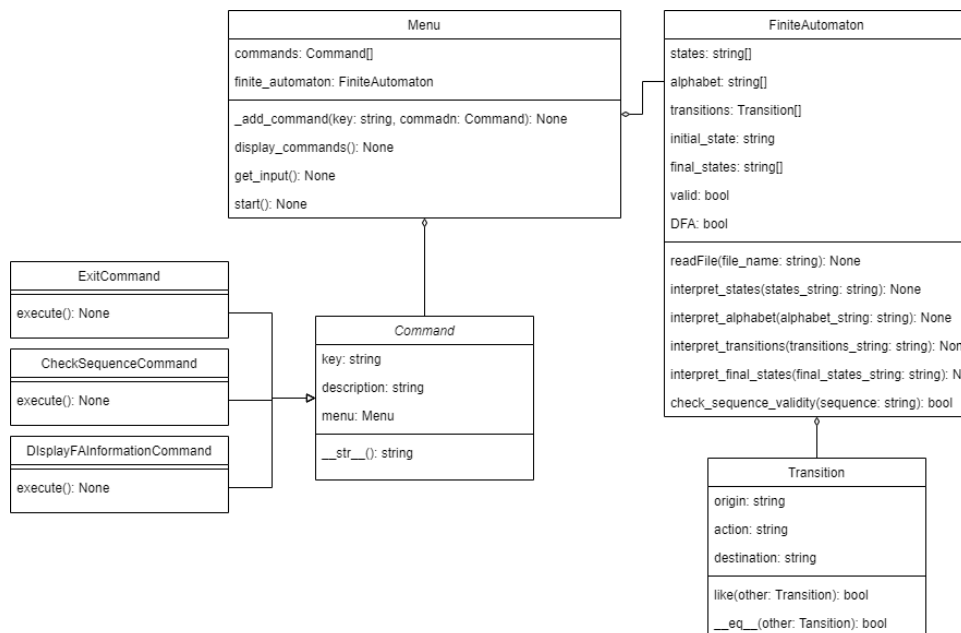 Menu
commands: Command[]
finite_automaton: FiniteAutomaton
_add_command(key: string, commadn: Command): None
display_commands(): None
get_input(): None
start(): None
FiniteAutomaton
states: string[]
alphabet: string[]
transitions: Transition[]
initial_state: string
final_states: string[]
valid: bool
DFA: bool
readFile(file_name: string): None
interpret_states(states_string: string): None
interpret_alphabet(alphabet_string: string): None
interpret_transitions(transitions_string: string): Non
interpret_final_states(final_states_string: string): N
check_sequence_validity(sequence: string): bool
ExitCommand
execute(): None
CheckSequenceCommand
execute(): None
DIsplayFAInformationCommand
execute(): None
Command
key: string
description: string
menu: Menu
__str__(): string
Transition
origin: string
action: string
destination: string
like(other: Transition): bool
__eq__(other: Tansition): bool